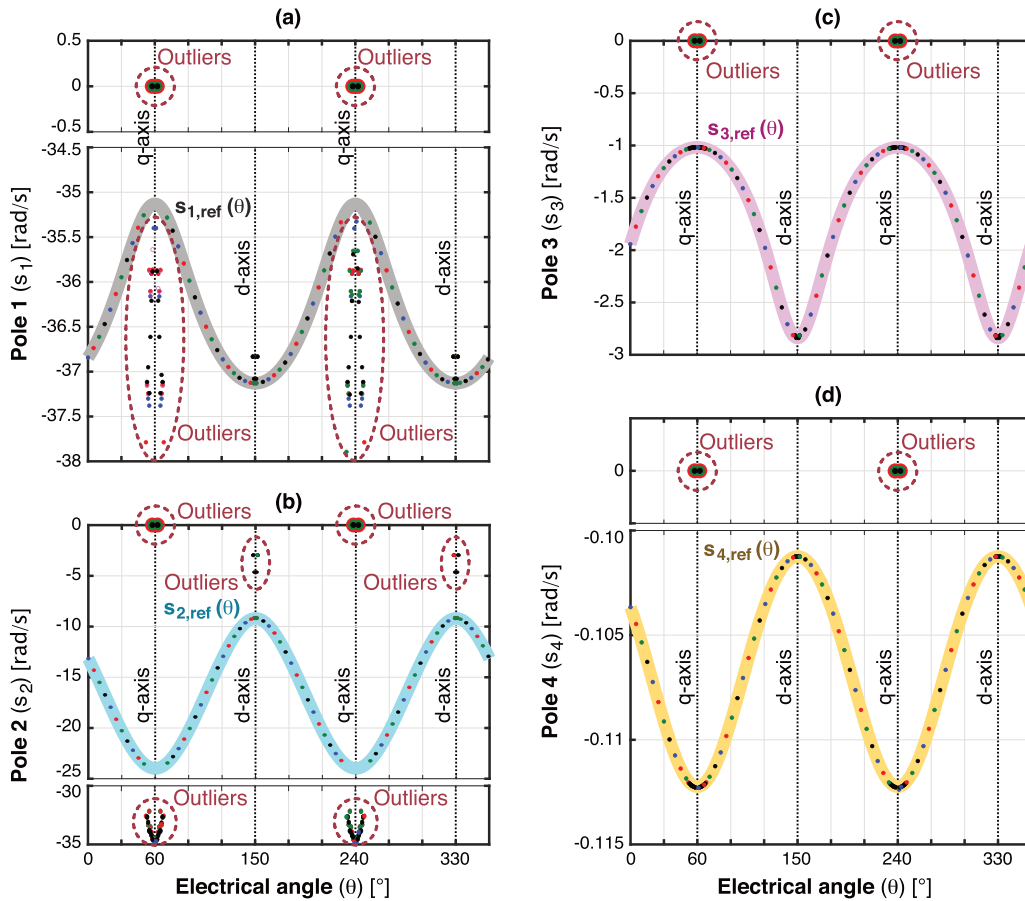 (a)
0.5
0
-0.5
Outliers
Outliers
q-axis
q-axis
-34.5
-35
-35.5
-36
-36.5
-37
-37.5
-38
s1,ref (θ)
d-axis
d-axis
Outliers
Outliers
Pole 1 (s1) [rad/s]
(b)
0
-5
-10
-15
-20
-25
Outliers
Outliers
Outliers
Outliers
s2,ref (θ)
q-axis
d-axis
q-axis
d-axis
-30
-35
Outliers
Outliers
Pole 2 (s2) [rad/s]
0
60
150
240
330
Electrical angle (θ) [°]
(c)
0
-0.5
-1
-1.5
-2
-2.5
-3
Outliers
Outliers
s3,ref (θ)
q-axis
d-axis
q-axis
d-axis
Pole 3 (s3) [rad/s]
(d)
0
Outliers
Outliers
-0.10
-0.105
-0.11
-0.115
s4,ref (θ)
q-axis
d-axis
q-axis
d-axis
Pole 4 (s4) [rad/s]
0
60
150
240
330
Electrical angle (θ) [°]